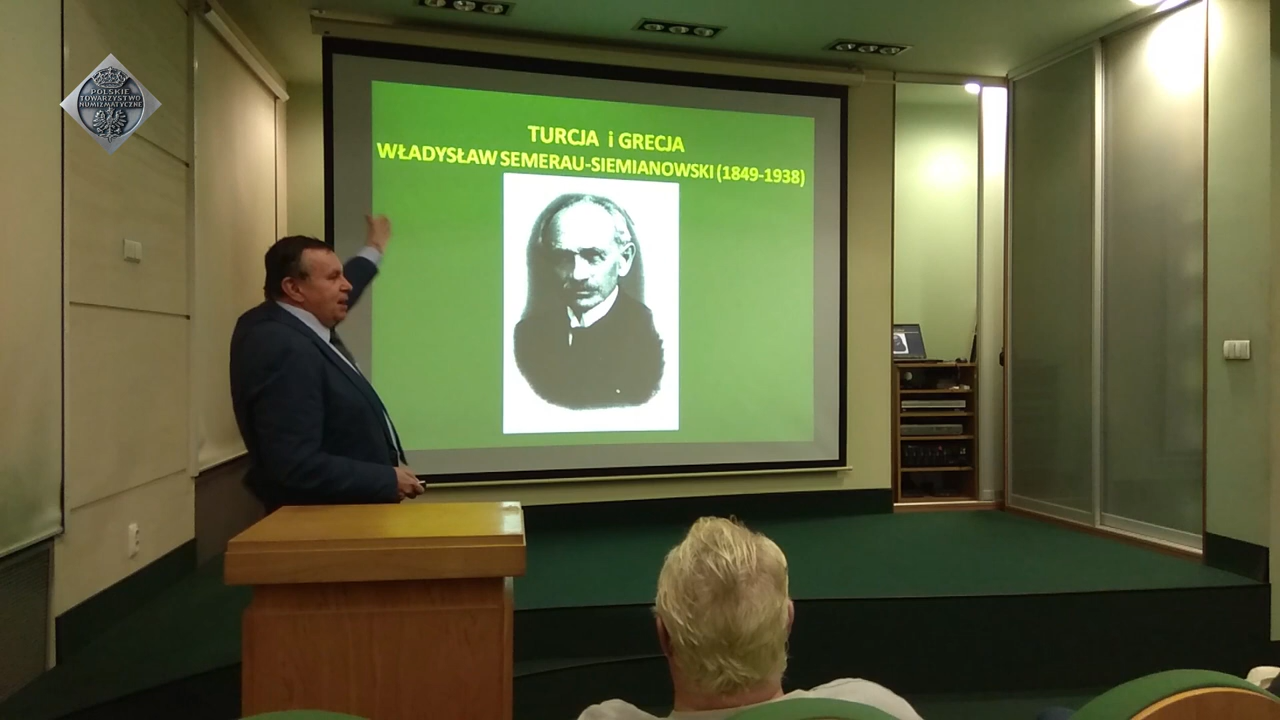 POLSKIE
TOWARZYSTWO
NUMIZMATYCZNE
TURCJA i GRECJA
WŁADYSŁAW SEMERAU-SIEMIANOWSKI (1849-1938)